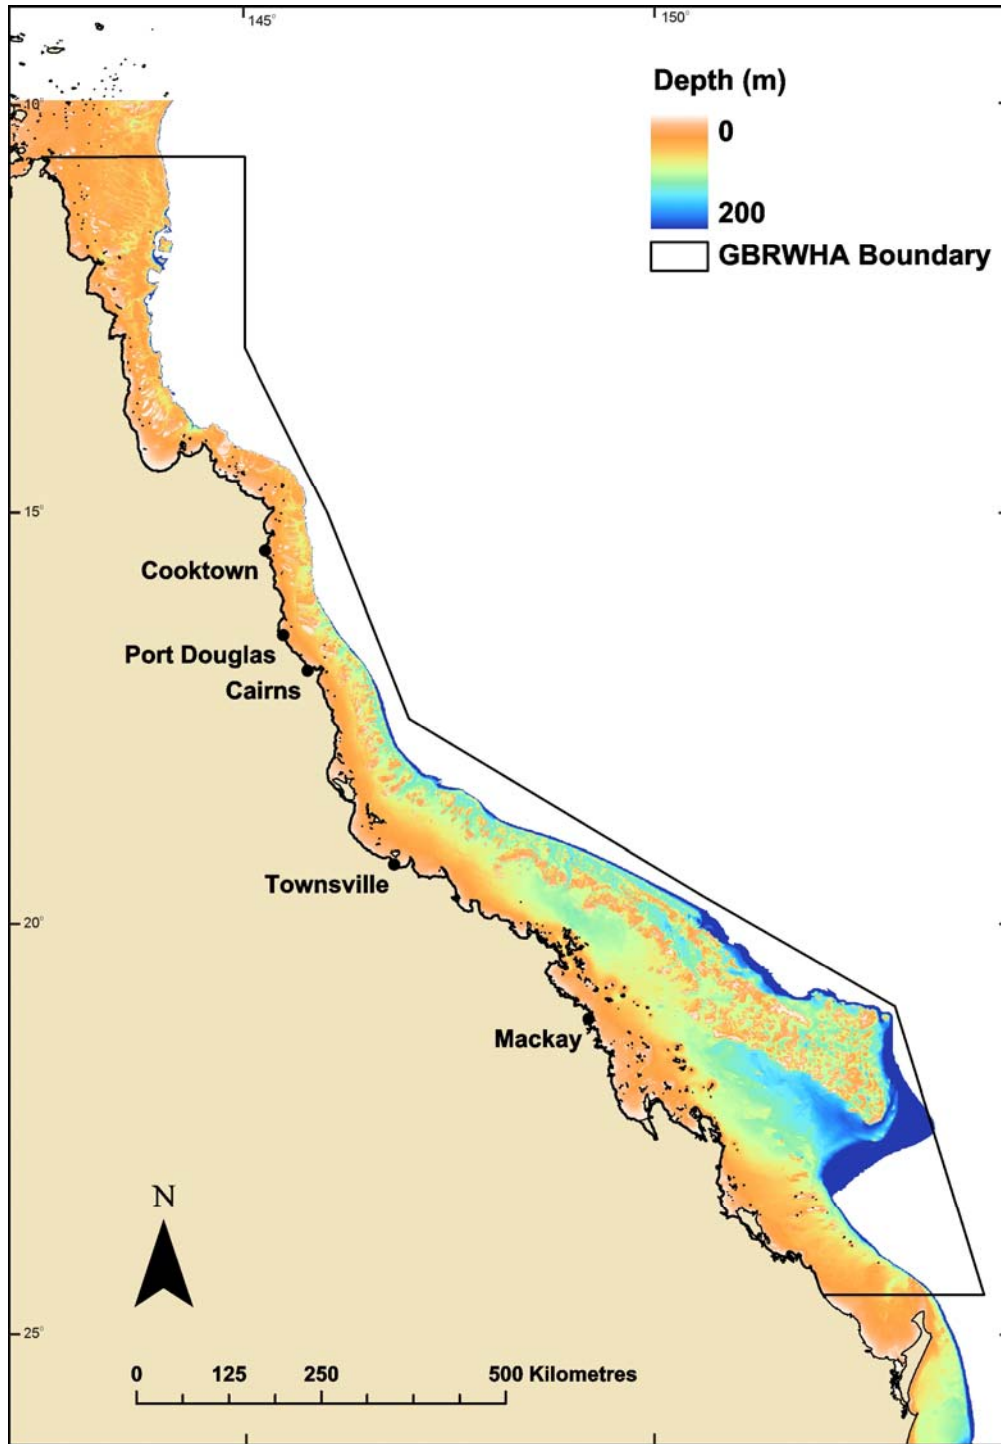 145°
150°
Depth (m)
0
200
GBRWHA Boundary
10°
15°
Cooktown
Port Douglas
Cairns
Townsville
20°
Mackay
N
25°
0 125 250 500 Kilometres